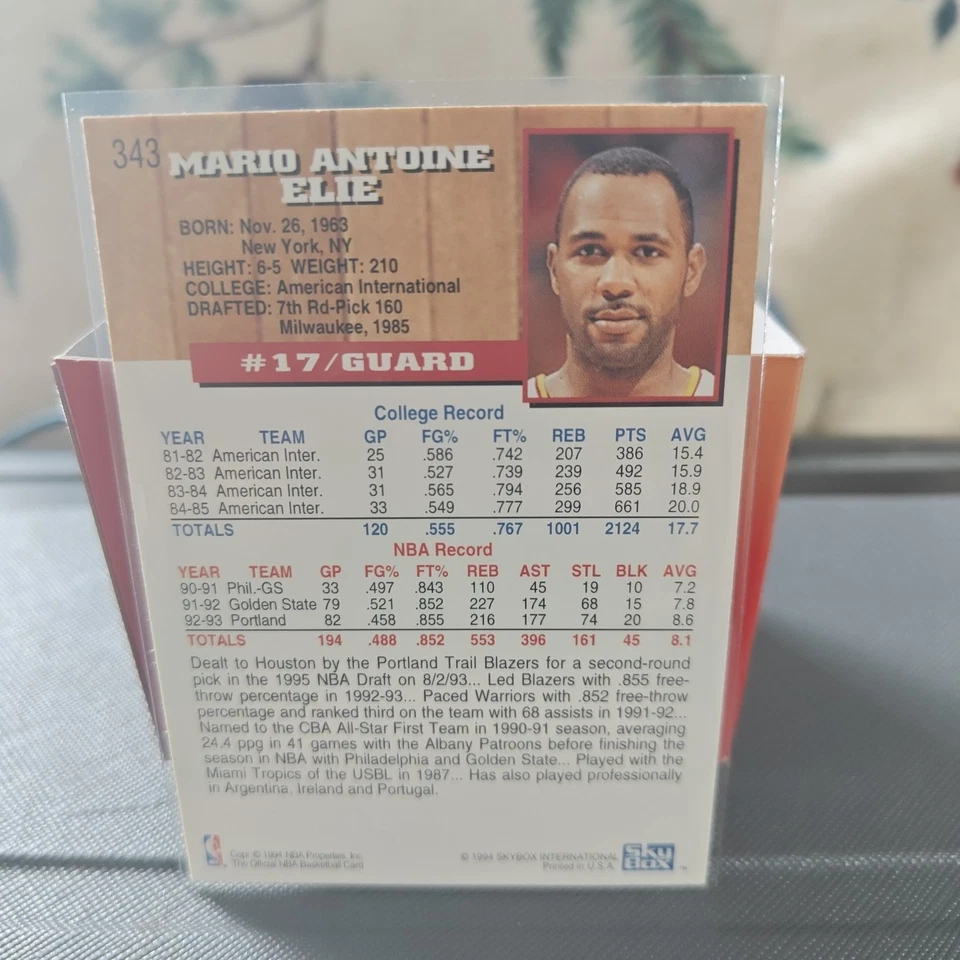 343
MARIO ANTOINE
ELIE
BORN: Nov. 26, 1963
New York, NY
HEIGHT: 6-5 WEIGHT: 210
COLLEGE: American International
DRAFTED: 7th Rd-Pick 160
Milwaukee, 1985
#17/GUARD
College Record
YEAR TEAM GP FG% FT% REB PTS AVG
81-82 American Inter. 25 .586 .742 207 386 15.4
82-83 American Inter. 31 .527 .739 239 492 15.9
83-84 American Inter. 31 .565 .794 256 585 18.9
84-85 American Inter. 33 .549 .777 299 661 20.0
TOTALS 120 .555 .767 1001 2124 17.7
NBA Record
YEAR TEAM GP FG% FT% REB AST STL BLK AVG
90-91 Phil.-GS 33 .497 .843 110 45 19 10 7.2
91-92 Golden State 79 .521 .852 227 174 68 15 7.8
92-93 Portland 82 .458 .855 216 177 74 20 8.6
TOTALS 194 .488 .852 553 396 161 45 8.1
Dealt to Houston by the Portland Trail Blazers for a second-round
pick in the 1995 NBA Draft on 8/2/93... Led Blazers with .855 free-
throw percentage in 1992-93... Paced Warriors with .852 free-throw
percentage and ranked third on the team with 68 assists in 1991-92...
Named to the CBA All-Star First Team in 1990-91 season, averaging
24.4 ppg in 41 games with the Albany Patroons before finishing the
season in NBA with Philadelphia and Golden State... Played with the
Miami Tropics of the USBL in 1987... Has also played professionally
in Argentina, Ireland and Portugal.
Copr. © 1994 NBA Properties, Inc.
The Official NBA Basketball Card
© 1994 SKYBOX INTERNATIONAL
Printed in U.S.A.
SkyBox
™